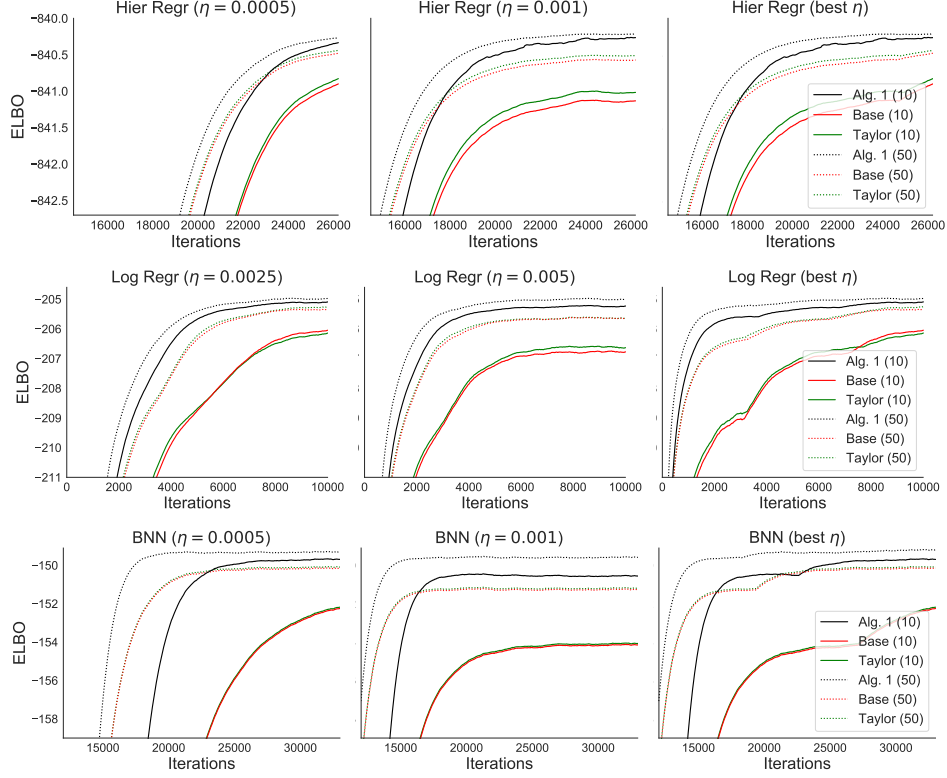 Hier Regr (η = 0.0005)
Hier Regr (η = 0.001)
Hier Regr (best η)
−840.0
−840.5
−841.0
−841.5
−842.0
−842.5
ELBO
Alg. 1 (10)
Base (10)
Taylor (10)
Alg. 1 (50)
Base (50)
Taylor (50)
16000 18000 20000 22000 24000 26000
16000 18000 20000 22000 24000 26000
16000 18000 20000 22000 24000 26000
Iterations
Iterations
Iterations
Log Regr (η = 0.0025)
Log Regr (η = 0.005)
Log Regr (best η)
−205
−206
−207
−208
−209
−210
−211
ELBO
Alg. 1 (10)
Base (10)
Taylor (10)
Alg. 1 (50)
Base (50)
Taylor (50)
0 2000 4000 6000 8000 10000
0 2000 4000 6000 8000 10000
0 2000 4000 6000 8000 10000
Iterations
Iterations
Iterations
BNN (η = 0.0005)
BNN (η = 0.001)
BNN (best η)
−150
−152
−154
−156
−158
ELBO
Alg. 1 (10)
Base (10)
Taylor (10)
Alg. 1 (50)
Base (50)
Taylor (50)
15000 20000 25000 30000
15000 20000 25000 30000
15000 20000 25000 30000
Iterations
Iterations
Iterations